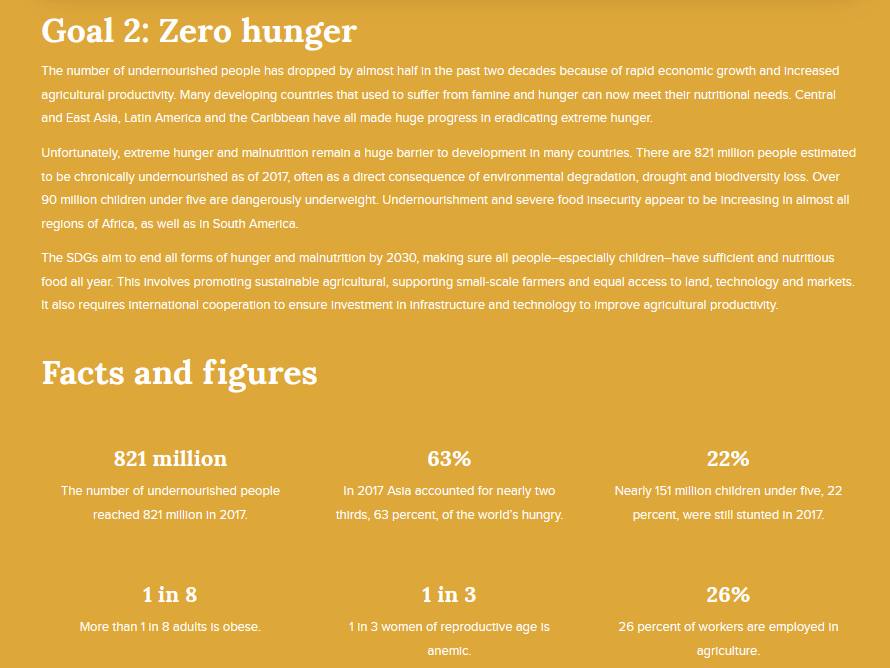 Goal 2: Zero hunger
The number of undernourished people has dropped by almost half in the past two decades because of rapid economic growth and increased
agricultural productivity. Many developing countries that used to suffer from famine and hunger can now meet their nutritional needs. Central
and East Asia, Latin America and the Caribbean have all made huge progress in eradicating extreme hunger.
Unfortunately, extreme hunger and malnutrition remain a huge barrier to development in many countries. There are 821 million people estimated
to be chronically undernourished as of 2017, often as a direct consequence of environmental degradation, drought and biodiversity loss. Over
90 million children under five are dangerously underweight. Undernourishment and severe food insecurity appear to be increasing in almost all
regions of Africa, as well as in South America.
The SDGs aim to end all forms of hunger and malnutrition by 2030, making sure all people–especially children–have sufficient and nutritious
food all year. This involves promoting sustainable agricultural, supporting small-scale farmers and equal access to land, technology and markets.
It also requires international cooperation to ensure investment in infrastructure and technology to improve agricultural productivity.
Facts and figures
821 million
The number of undernourished people
reached 821 million in 2017.
63%
In 2017 Asia accounted for nearly two
thirds, 63 percent, of the world's hungry.
22%
Nearly 151 million children under five, 22
percent, were still stunted in 2017.
1 in 8
More than 1 in 8 adults is obese.
1 in 3
1 in 3 women of reproductive age is
anemic.
26%
26 percent of workers are employed in
agriculture.